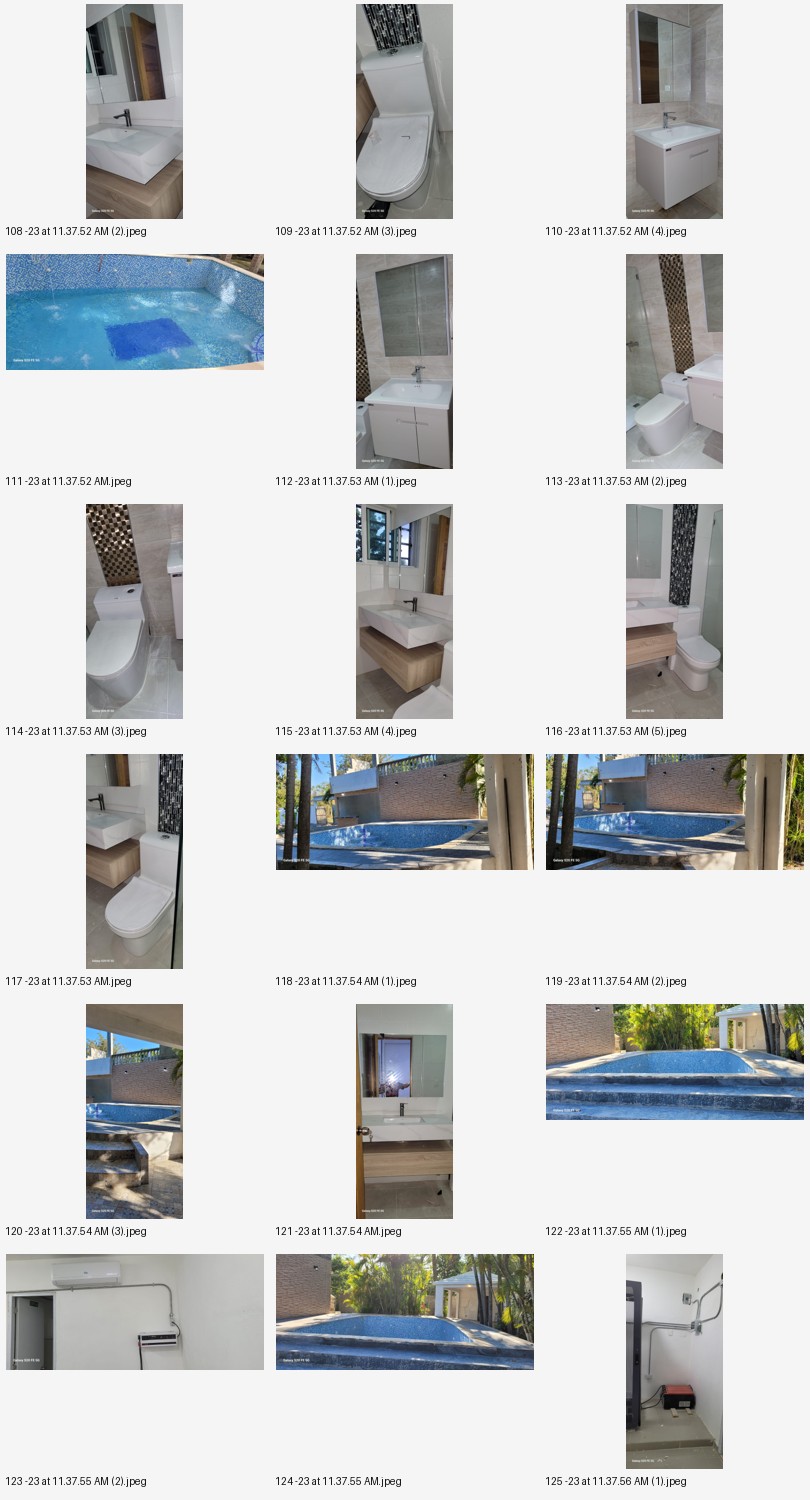 108 -23 at 11.37.52 AM (2).jpeg
109 -23 at 11.37.52 AM (3).jpeg
110 -23 at 11.37.52 AM (4).jpeg
111 -23 at 11.37.52 AM.jpeg
112 -23 at 11.37.53 AM (1).jpeg
113 -23 at 11.37.53 AM (2).jpeg
114 -23 at 11.37.53 AM (3).jpeg
115 -23 at 11.37.53 AM (4).jpeg
116 -23 at 11.37.53 AM (5).jpeg
117 -23 at 11.37.53 AM.jpeg
118 -23 at 11.37.54 AM (1).jpeg
119 -23 at 11.37.54 AM (2).jpeg
120 -23 at 11.37.54 AM (3).jpeg
121 -23 at 11.37.54 AM.jpeg
122 -23 at 11.37.55 AM (1).jpeg
123 -23 at 11.37.55 AM (2).jpeg
124 -23 at 11.37.55 AM.jpeg
125 -23 at 11.37.56 AM (1).jpeg